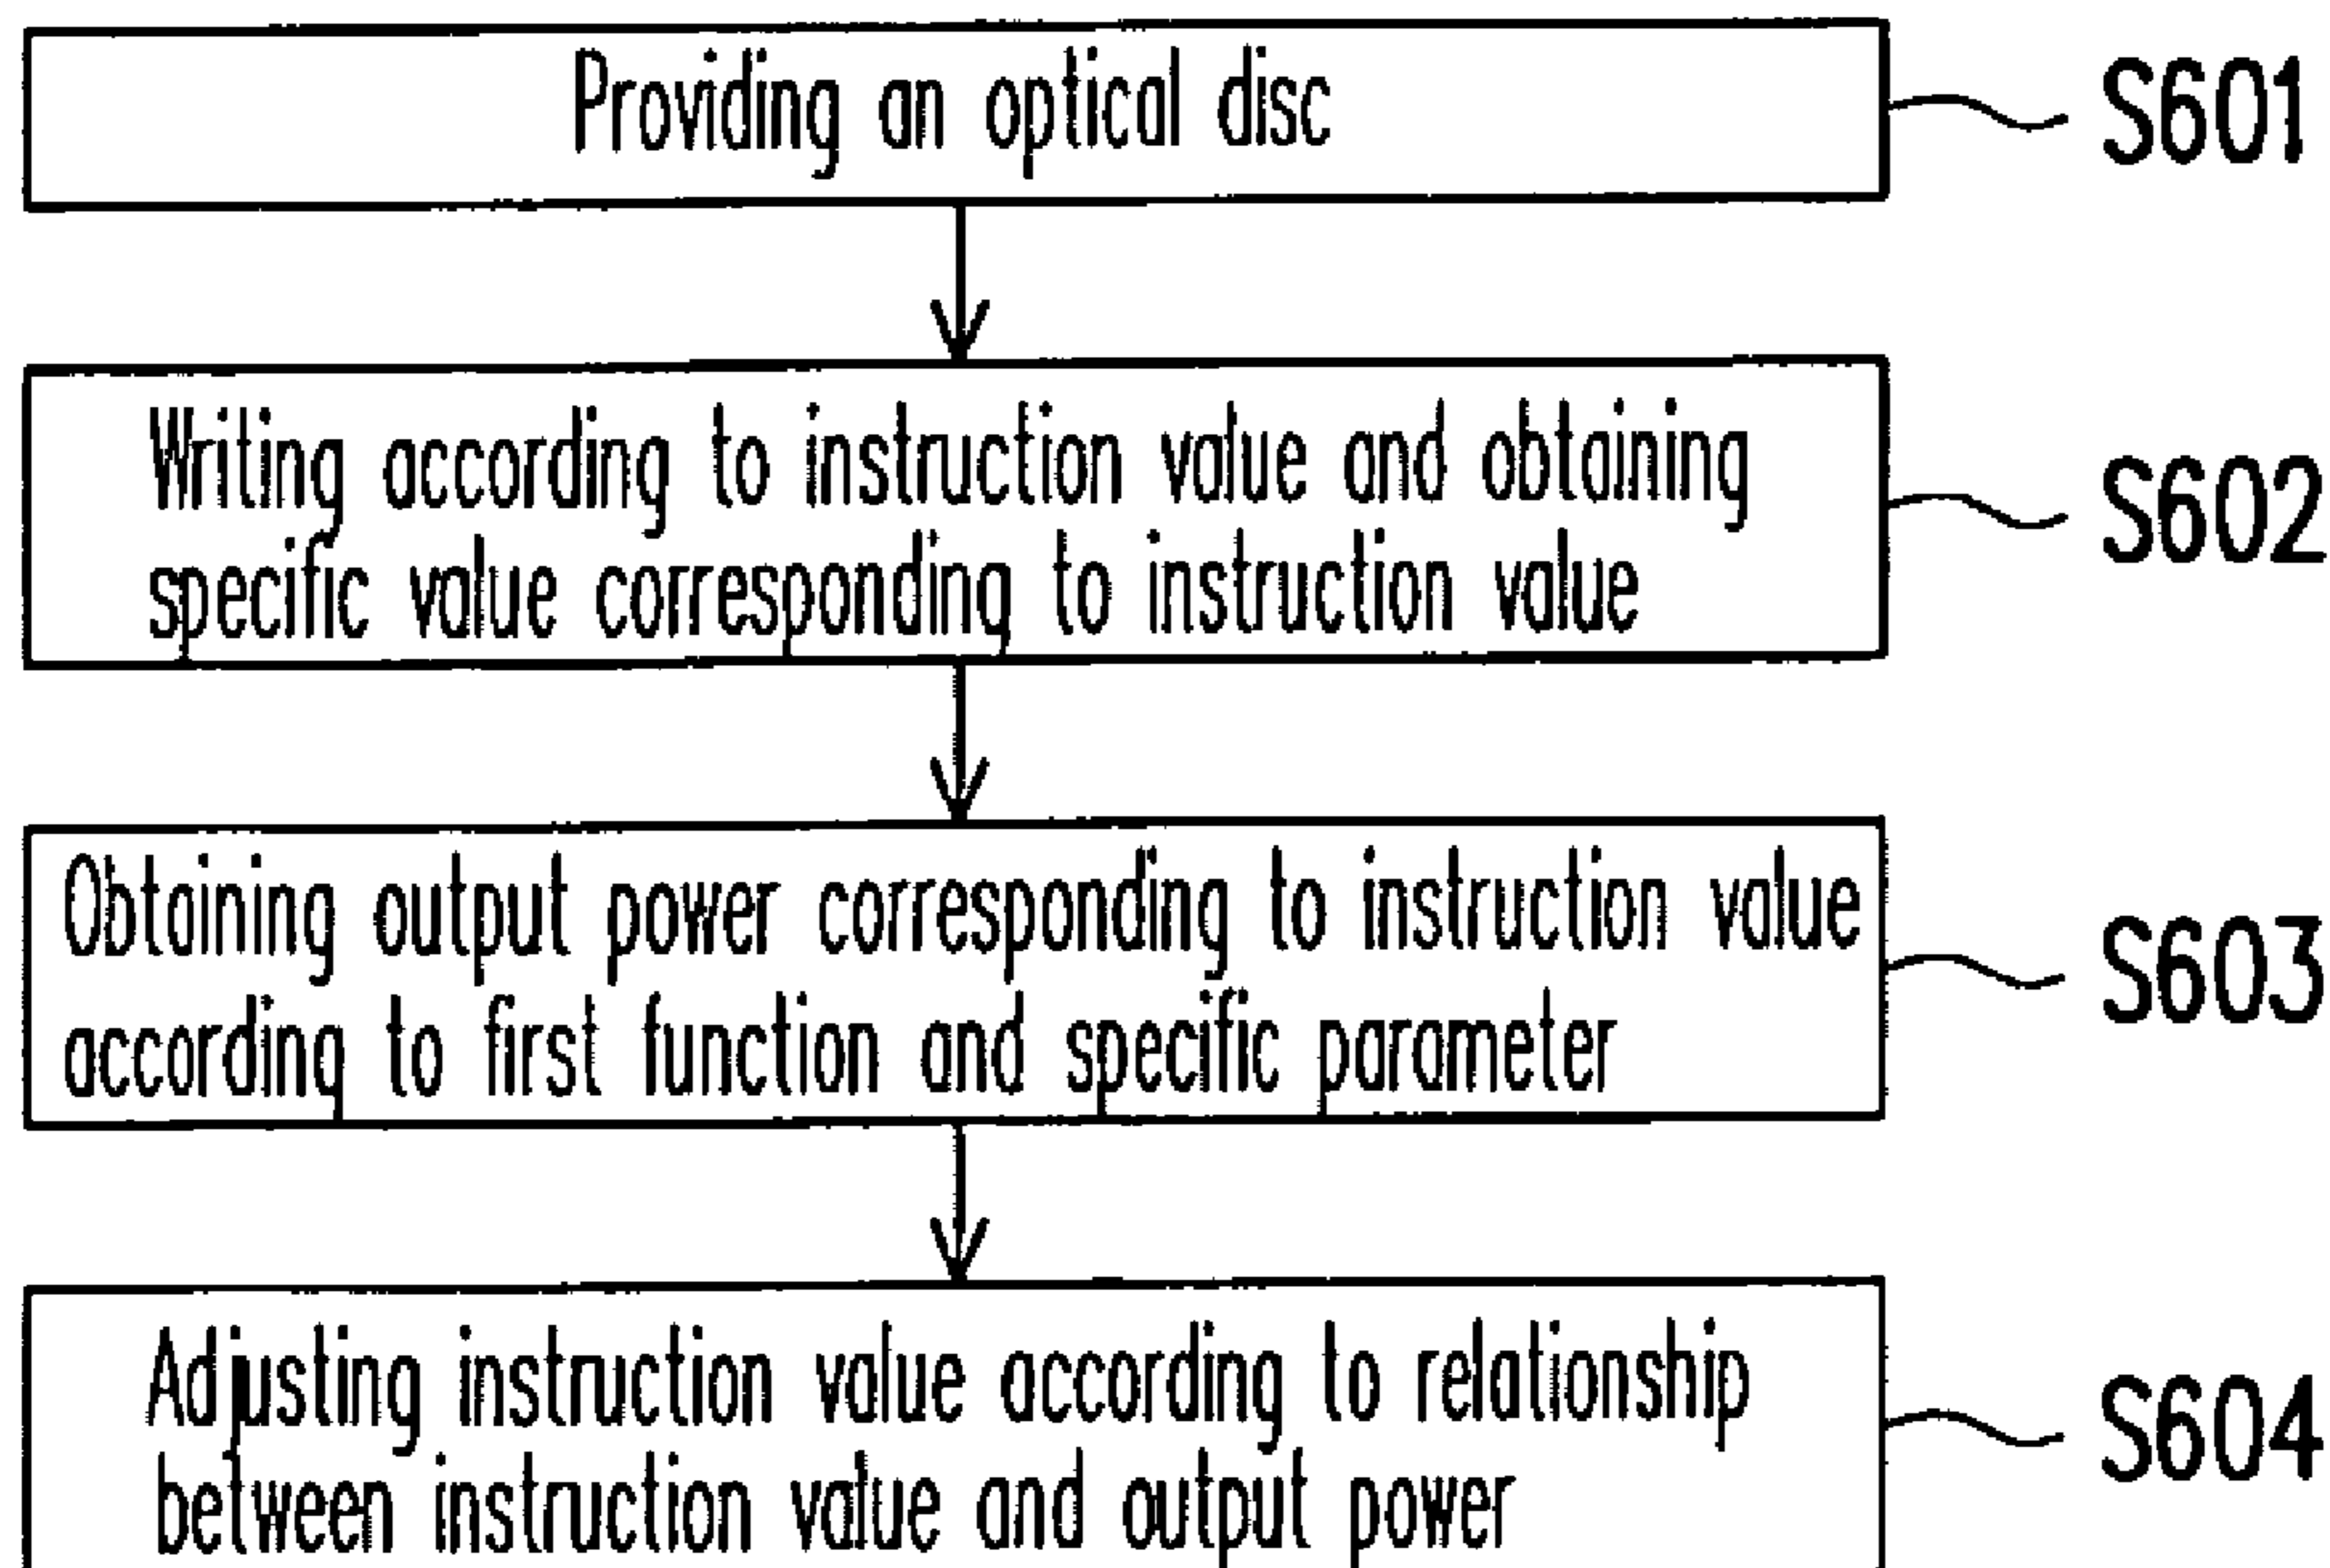 Providing an optical disc
S601
Writing according to instruction value and obtaining
specific value corresponding to instruction value
S602
Obtaining output power corresponding to instruction value
according to first function and specific parameter
S603
Adjusting instruction value according to relationship
between instruction value and output power
S604